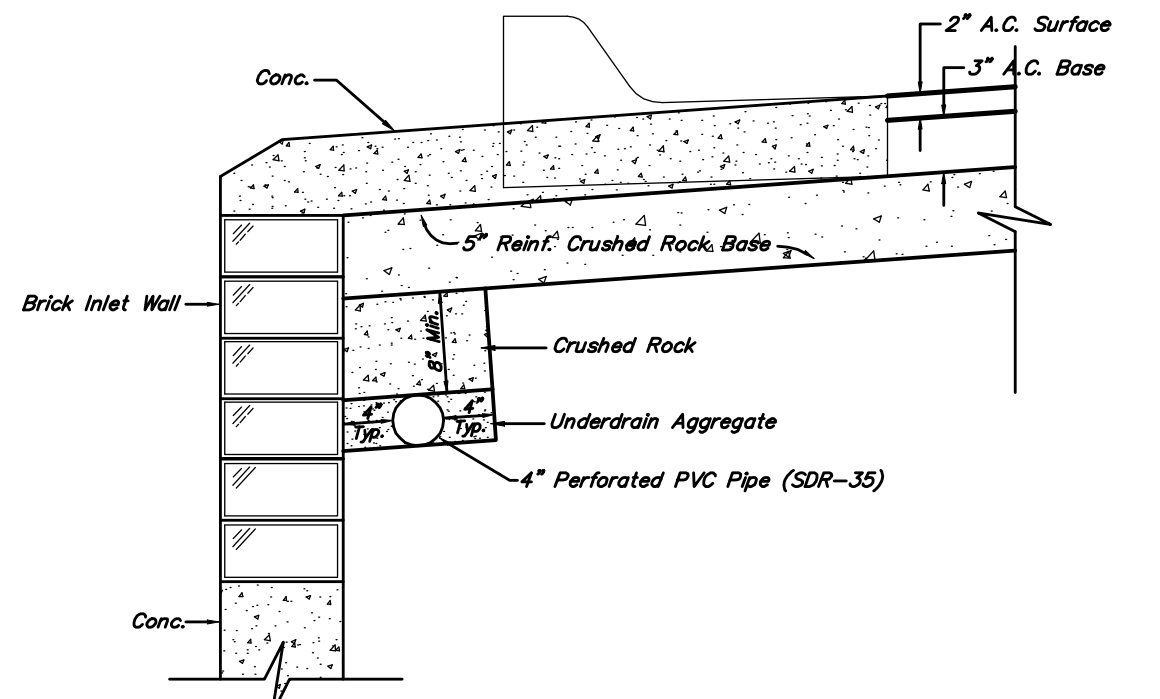 2" A.C. Surface
3" A.C. Base
Conc.
5" Reinf. Crushed Rock Base
Brick Inlet Wall
8" Min.
Crushed Rock
4" 4"
Typ. Typ.
Underdrain Aggregate
4" Perforated PVC Pipe (SDR-35)
Conc.